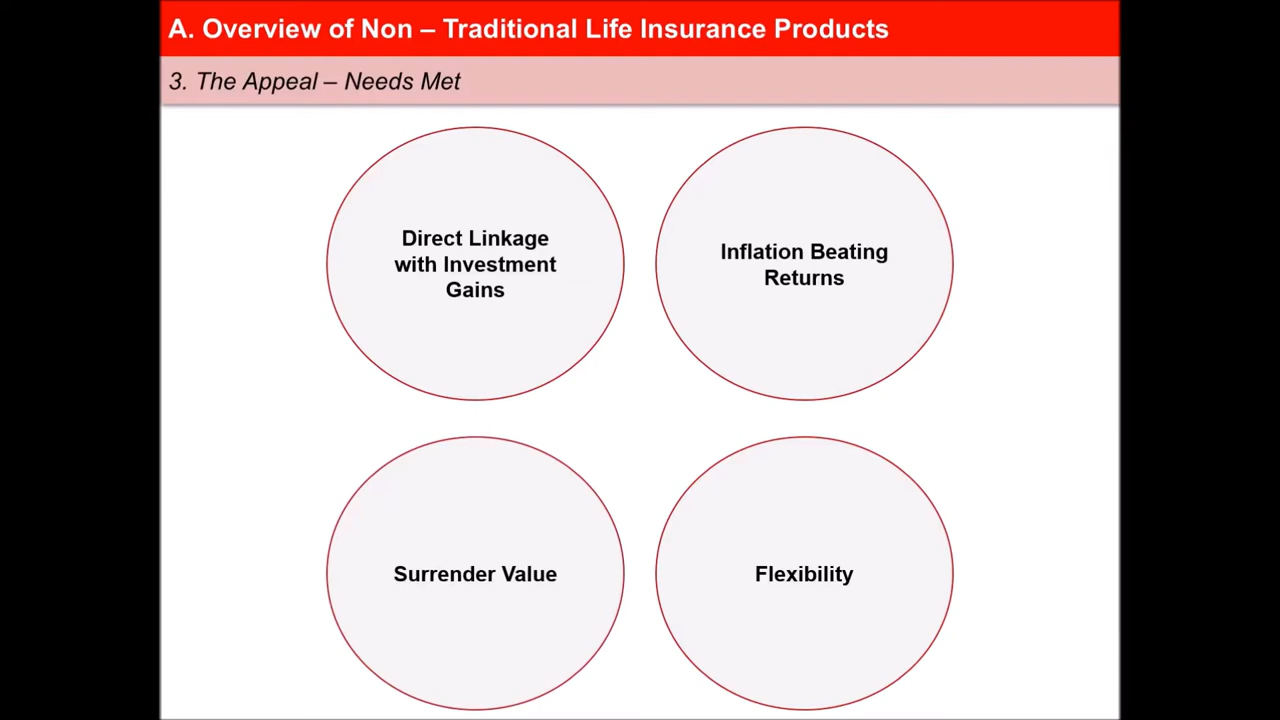 A. Overview of Non – Traditional Life Insurance Products
3. The Appeal – Needs Met
Direct Linkage
with Investment
Gains
Inflation Beating
Returns
Surrender Value
Flexibility